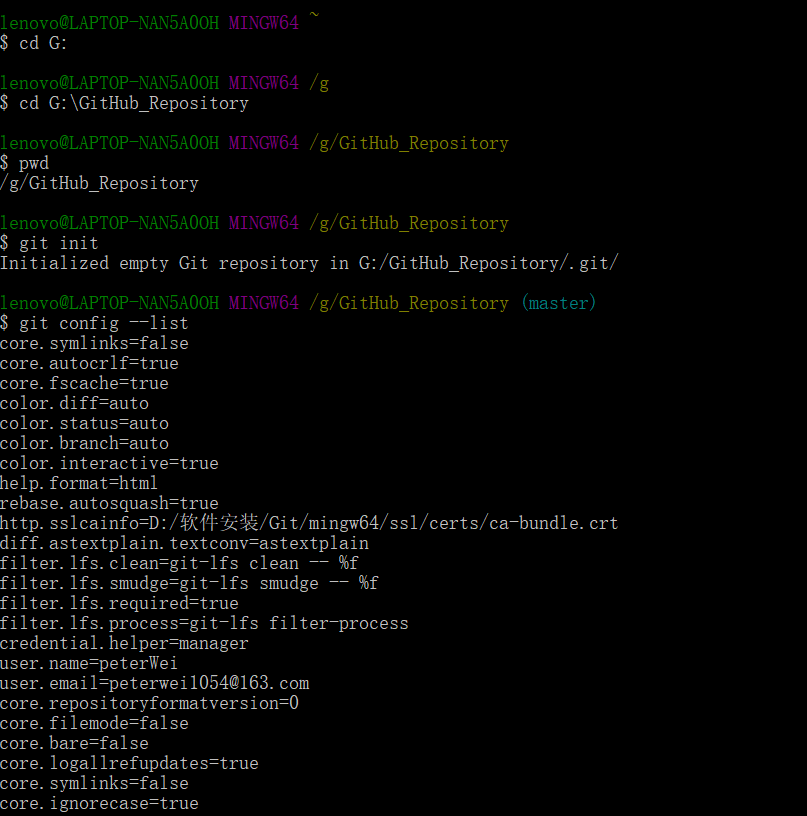 lenovo@LAPTOP-NAN5A0OH MINGW64 ~
$ cd G:
lenovo@LAPTOP-NAN5A0OH MINGW64 /g
$ cd G:\GitHub_Repository
lenovo@LAPTOP-NAN5A0OH MINGW64 /g/GitHub_Repository
$ pwd
/g/GitHub_Repository
lenovo@LAPTOP-NAN5A0OH MINGW64 /g/GitHub_Repository
$ git init
Initialized empty Git repository in G:/GitHub_Repository/.git/
lenovo@LAPTOP-NAN5A0OH MINGW64 /g/GitHub_Repository (master)
$ git config --list
core.symlinks=false
core.autocrlf=true
core.fscache=true
color.diff=auto
color.status=auto
color.branch=auto
color.interactive=true
help.format=html
rebase.autosquash=true
http.sslcainfo=D:/软件安装/Git/mingw64/ssl/certs/ca-bundle.crt
diff.astextplain.textconv=astextplain
filter.lfs.clean=git-lfs clean -- %f
filter.lfs.smudge=git-lfs smudge -- %f
filter.lfs.required=true
filter.lfs.process=git-lfs filter-process
credential.helper=manager
user.name=peterWei
user.email=peterwei1054@163.com
core.repositoryformatversion=0
core.filemode=false
core.bare=false
core.logallrefupdates=true
core.symlinks=false
core.ignorecase=true